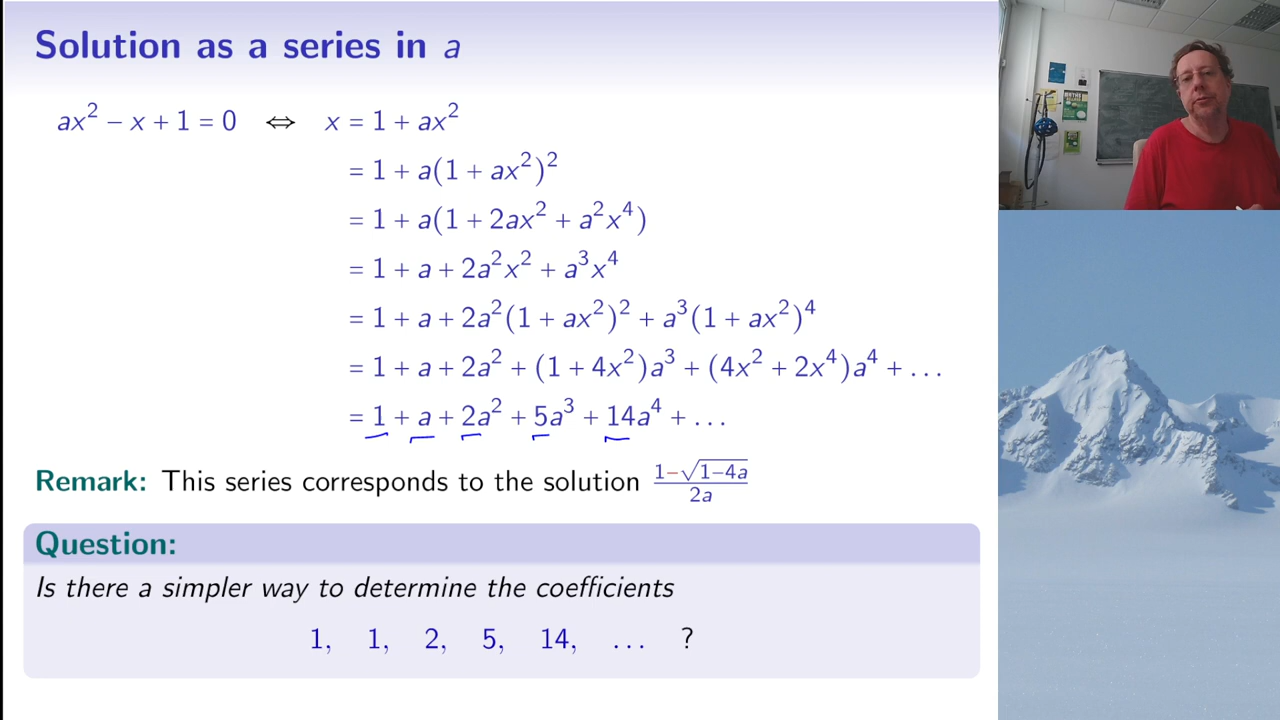 Solution as a series in a
ax² − x + 1 = 0 ⇔ x = 1 + ax²
= 1 + a(1 + ax²)²
= 1 + a(1 + 2ax² + a²x⁴)
= 1 + a + 2a²x² + a³x⁴
= 1 + a + 2a²(1 + ax²)² + a³(1 + ax²)⁴
= 1 + a + 2a² + (1 + 4x²)a³ + (4x² + 2x⁴)a⁴ + ...
= 1 + a + 2a² + 5a³ + 14a⁴ + ...
Remark: This series corresponds to the solution (1−√(1−4a))/(2a)
Question:
Is there a simpler way to determine the coefficients
1, 1, 2, 5, 14, ... ?